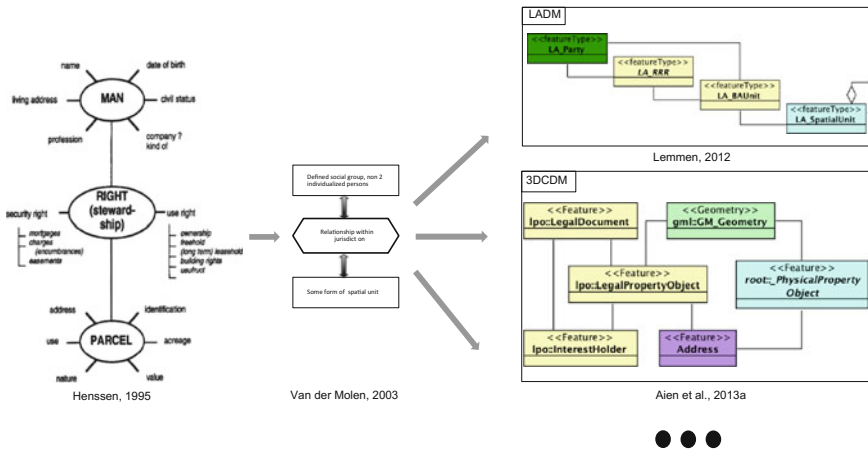 name
date of birth
MAN
living address
civil status
profession
company ?
kind of
RIGHT
(steward-
ship)
security right
use right
mortgages
charges
(encumbrances)
easements
ownership
freehold
(long term) leasehold
building rights
usufruct
address
identification
use
PARCEL
acreage
nature
value
Henssen, 1995
Defined social group, non 2
individualized persons
Relationship within
jurisdict on
Some form of spatial unit
Van der Molen, 2003
LADM
<<featureType>>
LA_Party
<<featureType>>
LA_RRR
<<featureType>>
LA_BAUnit
<<featureType>>
LA_SpatialUnit
Lemmen, 2012
3DCDM
<<Feature>>
lpo::LegalDocument
<<Geometry>>
gml::GM_Geometry
<<Feature>>
lpo::LegalPropertyObject
<<Feature>>
root::_PhysicalProperty
Object
<<Feature>>
lpo::InterestHolder
<<Feature>>
Address
Aien et al., 2013a